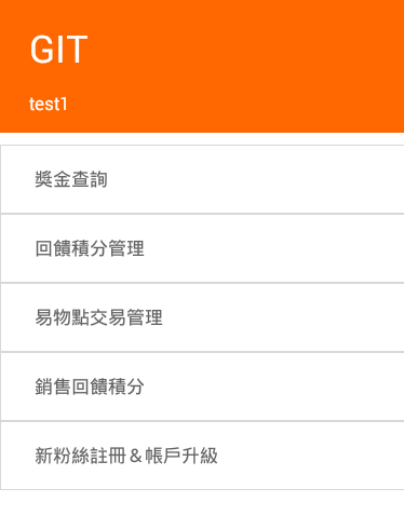 GIT
test1
獎金查詢
回饋積分管理
易物點交易管理
銷售回饋積分
新粉絲註冊＆帳戶升級